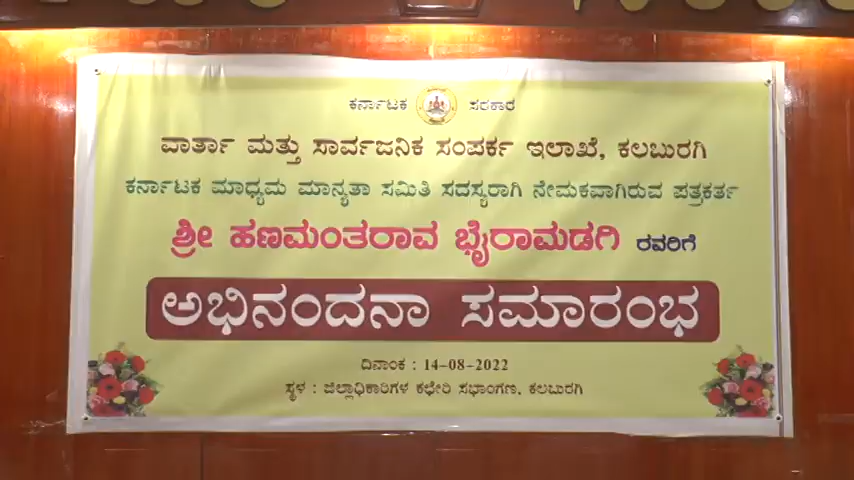 ಕರ್ನಾಟಕ ಸರಕಾರ
ವಾರ್ತಾ ಮತ್ತು ಸಾರ್ವಜನಿಕ ಸಂಪರ್ಕ ಇಲಾಖೆ, ಕಲಬುರಗಿ
ಕರ್ನಾಟಕ ಮಾಧ್ಯಮ ಮಾನ್ಯತಾ ಸಮಿತಿ ಸದಸ್ಯರಾಗಿ ನೇಮಕವಾಗಿರುವ ಪತ್ರಕರ್ತ
ಶ್ರೀ ಹಣಮಂತರಾವ ಭೈರಾಮಡಗಿ ರವರಿಗೆ
ಅಭಿನಂದನಾ ಸಮಾರಂಭ
ದಿನಾಂಕ : 14-08-2022
ಸ್ಥಳ : ಜಿಲ್ಲಾಧಿಕಾರಿಗಳ ಕಛೇರಿ ಸಭಾಂಗಣ, ಕಲಬುರಗಿ